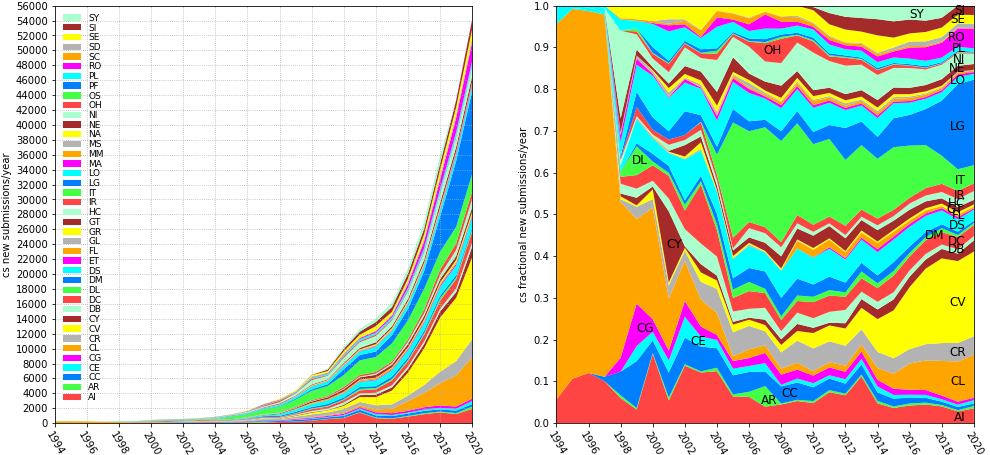 cs new submissions/year
56000
54000
52000
50000
48000
46000
44000
42000
40000
38000
36000
34000
32000
30000
28000
26000
24000
22000
20000
18000
16000
14000
12000
10000
8000
6000
4000
2000
0
SY
SI
SE
SD
SC
RO
PL
PF
OS
OH
NI
NE
NA
MS
MM
MA
LO
LG
IT
IR
HC
GT
GR
GL
FL
ET
DS
DM
DL
DC
DB
CY
CV
CR
CL
CG
CE
CC
AR
AI
1994 1996 1998 2000 2002 2004 2006 2008 2010 2012 2014 2016 2018 2020
cs fractional new submissions/year
1.0
0.9
0.8
0.7
0.6
0.5
0.4
0.3
0.2
0.1
0.0
DL
CY
CG
CE
OH
AR
CC
SY
DM
SI
SE
RO
PL
NI
NE
LO
LG
IT
IR
HC
GT
FL
DS
DC
DB
CV
CR
CL
AI
1994 1996 1998 2000 2002 2004 2006 2008 2010 2012 2014 2016 2018 2020